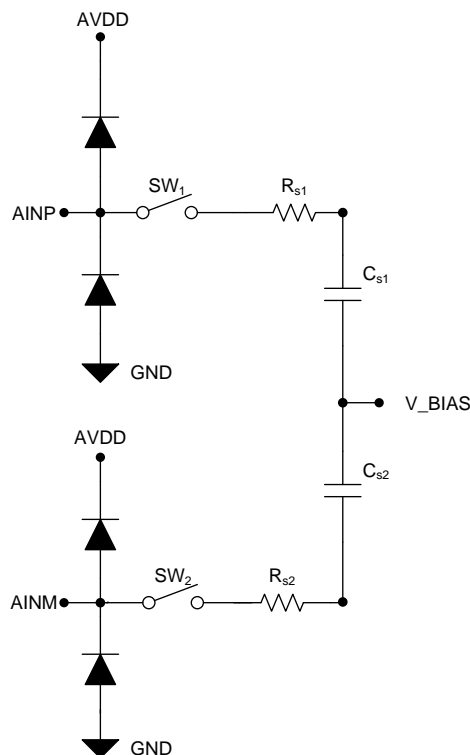 AVDD
SW1
Rs1
AINP
Cs1
GND
V_BIAS
AVDD
Cs2
SW2
Rs2
AINM
GND